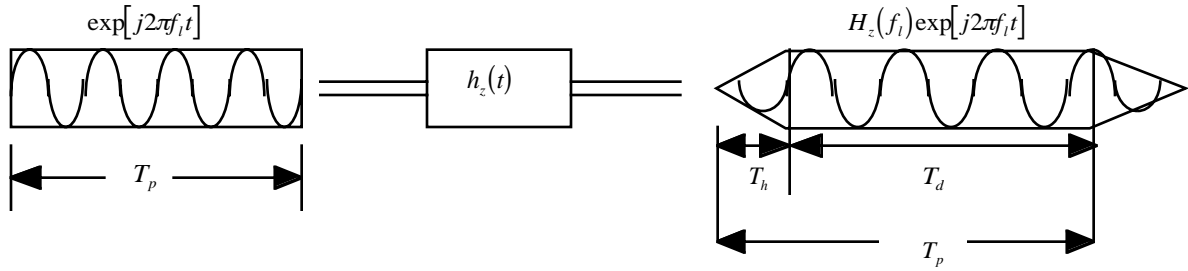 exp[j2πf_l t]
H_z(f_l)exp[j2πf_l t]
h_z(t)
T_p
T_h
T_d
T_p